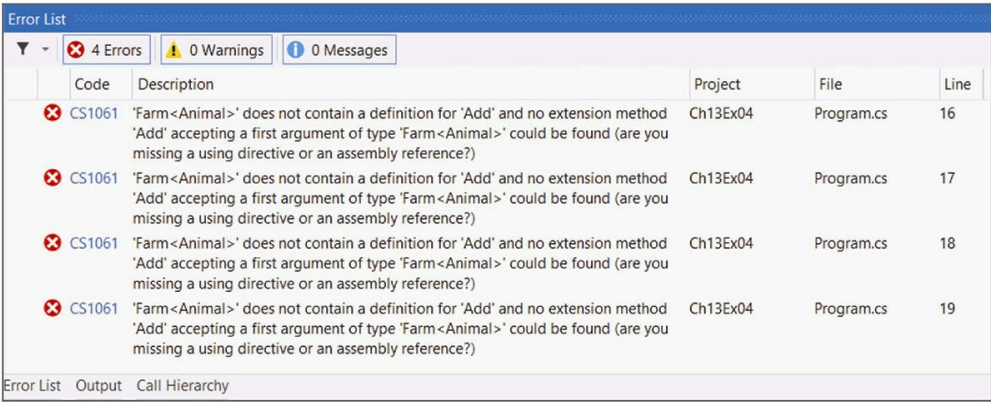 Error List
4 Errors 0 Warnings 0 Messages
Code Description Project File Line
CS1061 'Farm<Animal>' does not contain a definition for 'Add' and no extension method Ch13Ex04 Program.cs 16
'Add' accepting a first argument of type 'Farm<Animal>' could be found (are you
missing a using directive or an assembly reference?)
CS1061 'Farm<Animal>' does not contain a definition for 'Add' and no extension method Ch13Ex04 Program.cs 17
'Add' accepting a first argument of type 'Farm<Animal>' could be found (are you
missing a using directive or an assembly reference?)
CS1061 'Farm<Animal>' does not contain a definition for 'Add' and no extension method Ch13Ex04 Program.cs 18
'Add' accepting a first argument of type 'Farm<Animal>' could be found (are you
missing a using directive or an assembly reference?)
CS1061 'Farm<Animal>' does not contain a definition for 'Add' and no extension method Ch13Ex04 Program.cs 19
'Add' accepting a first argument of type 'Farm<Animal>' could be found (are you
missing a using directive or an assembly reference?)
Error List Output Call Hierarchy